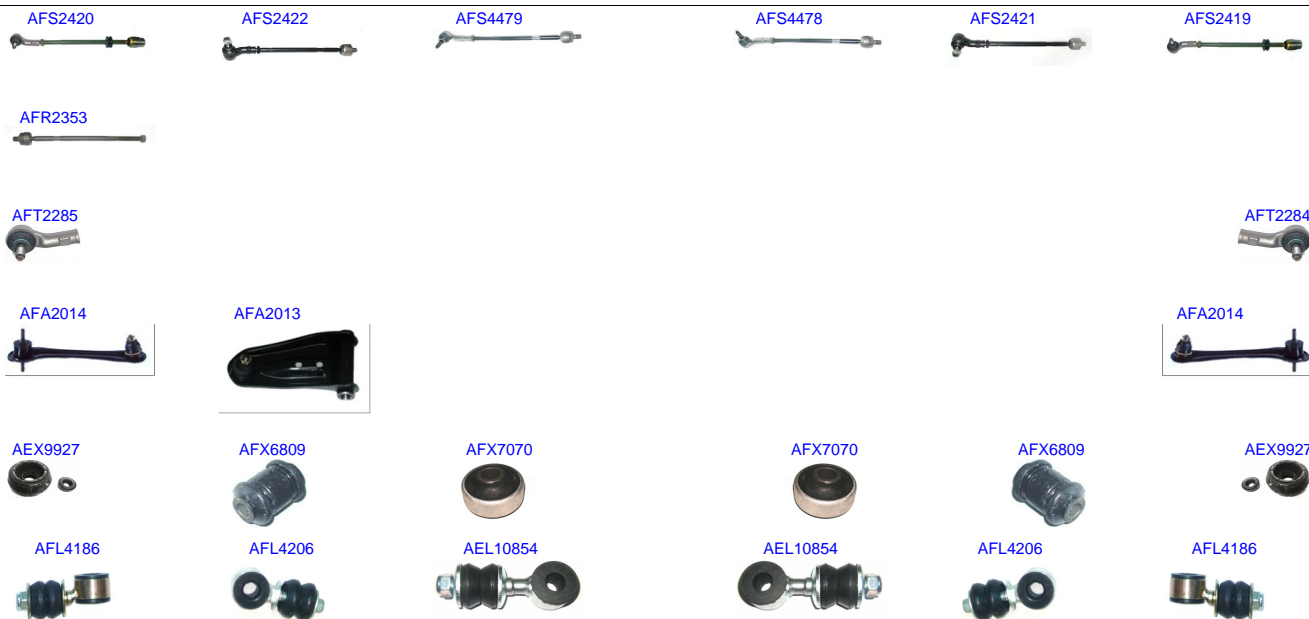 AFS2420 AFS2422 AFS4479 AFS4478 AFS2421 AFS2419
AFR2353
AFT2285 AFT2284
AFA2014 AFA2013 AFA2014
AEX9927 AFX6809 AFX7070 AFX7070 AFX6809 AEX9927
AFL4186 AFL4206 AEL10854 AEL10854 AFL4206 AFL4186